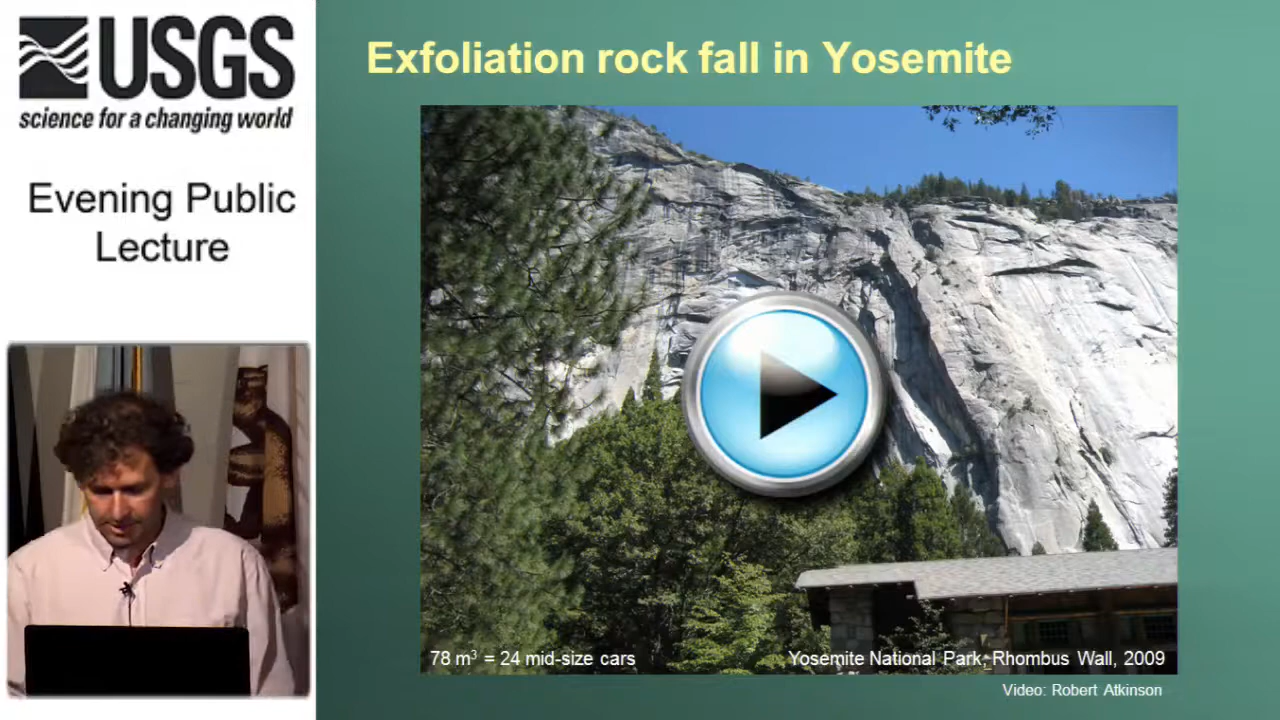 USGS
science for a changing world
Evening Public
Lecture
Exfoliation rock fall in Yosemite
78 m³ = 24 mid-size cars
Yosemite National Park, Rhombus Wall, 2009
Video: Robert Atkinson